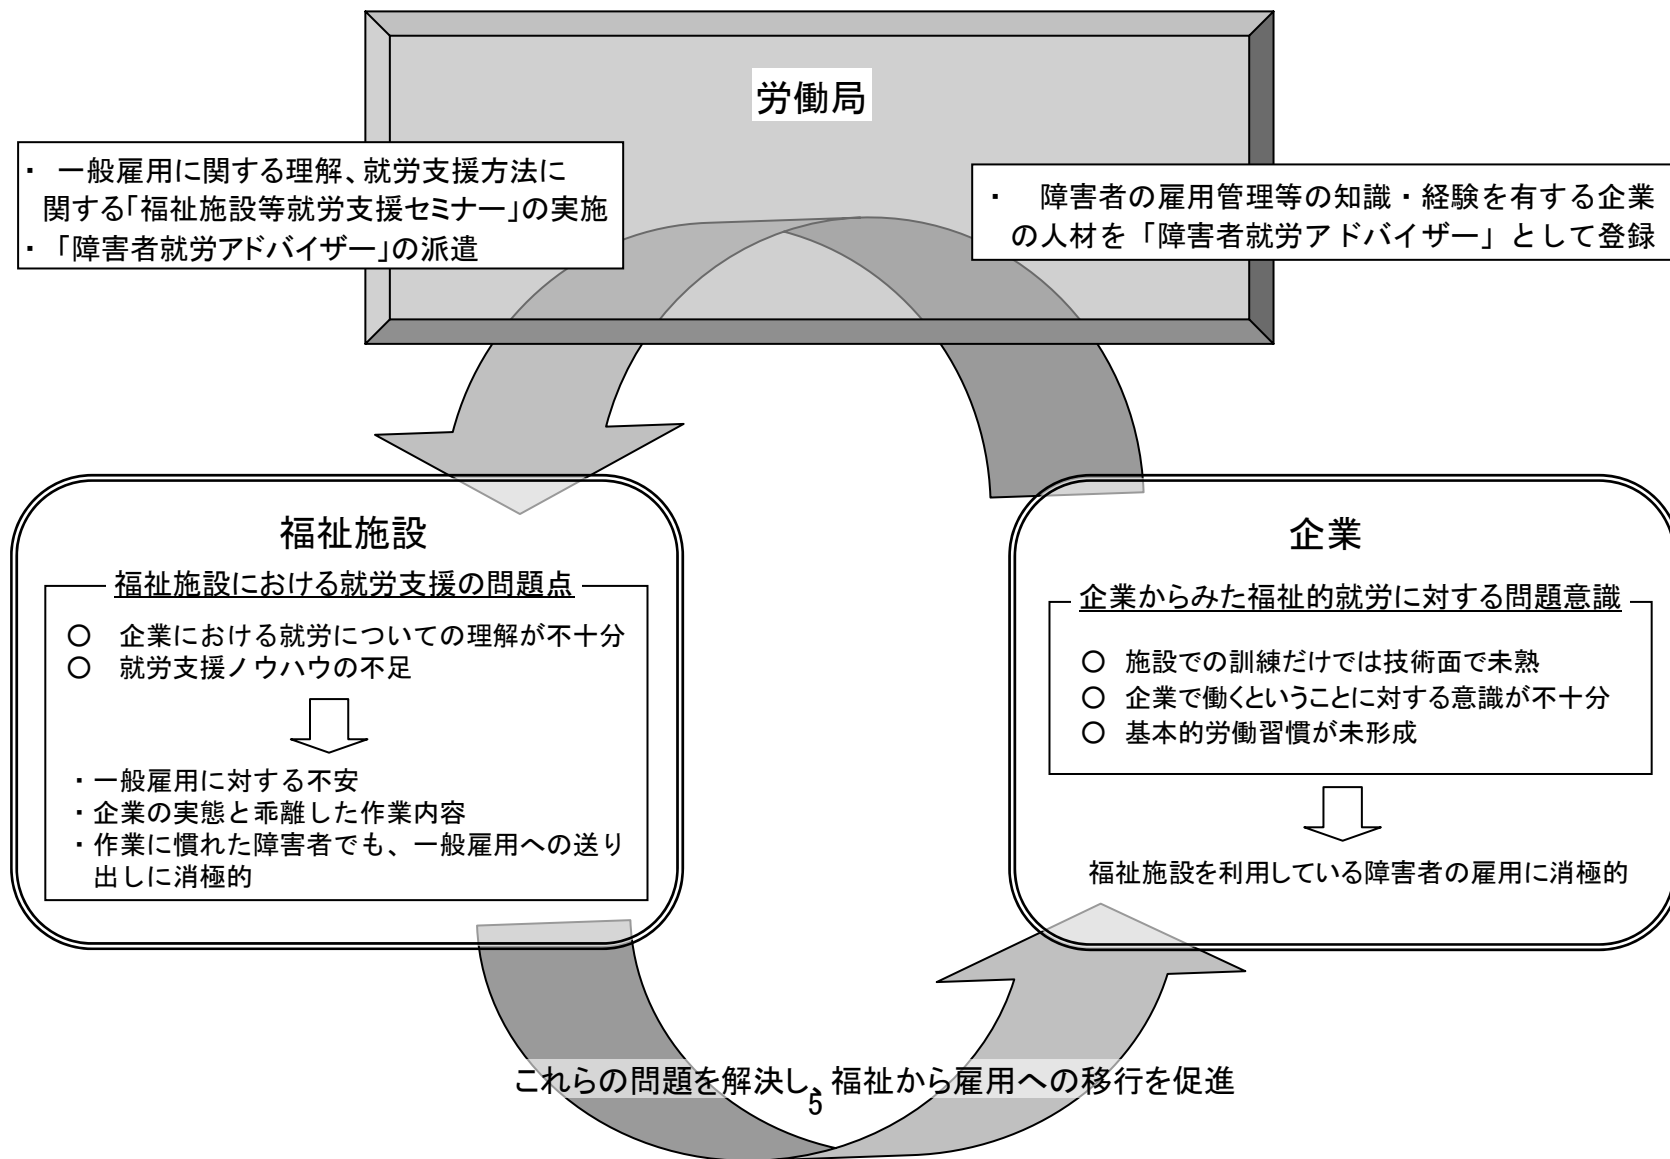 労働局
・ 一般雇用に関する理解、就労支援方法に
関する「福祉施設等就労支援セミナー」の実施
・ 「障害者就労アドバイザー」の派遣
・ 障害者の雇用管理等の知識・経験を有する企業
の人材を「障害者就労アドバイザー」として登録
福祉施設
福祉施設における就労支援の問題点
○ 企業における就労についての理解が不十分
○ 就労支援ノウハウの不足
・一般雇用に対する不安
・企業の実態と乖離した作業内容
・作業に慣れた障害者でも、一般雇用への送り
出しに消極的
企業
企業からみた福祉的就労に対する問題意識
○ 施設での訓練だけでは技術面で未熟
○ 企業で働くということに対する意識が不十分
○ 基本的労働習慣が未形成
福祉施設を利用している障害者の雇用に消極的
これらの問題を解決し、福祉から雇用への移行を促進
5